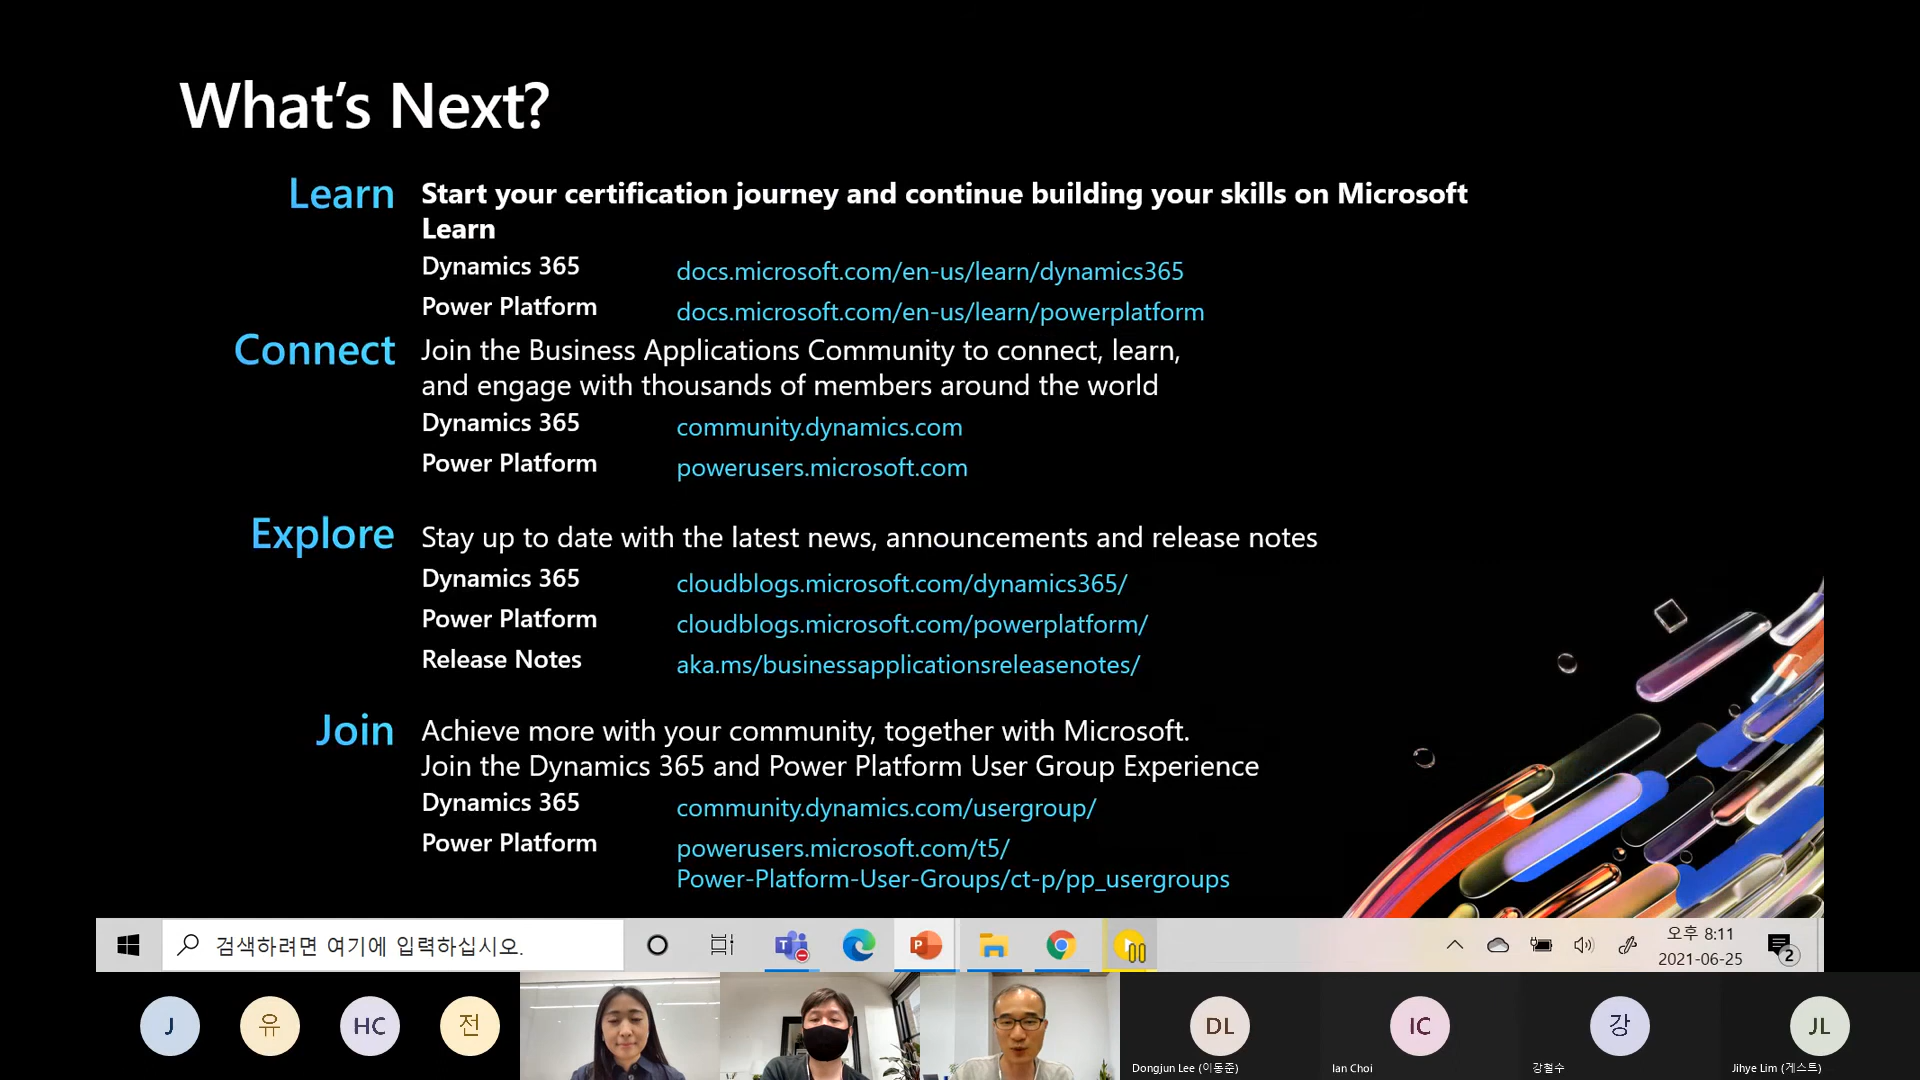 What's Next?
Learn
Start your certification journey and continue building your skills on Microsoft
Learn
Dynamics 365 docs.microsoft.com/en-us/learn/dynamics365
Power Platform docs.microsoft.com/en-us/learn/powerplatform
Connect
Join the Business Applications Community to connect, learn,
and engage with thousands of members around the world
Dynamics 365 community.dynamics.com
Power Platform powerusers.microsoft.com
Explore
Stay up to date with the latest news, announcements and release notes
Dynamics 365 cloudblogs.microsoft.com/dynamics365/
Power Platform cloudblogs.microsoft.com/powerplatform/
Release Notes aka.ms/businessapplicationsreleasenotes/
Join
Achieve more with your community, together with Microsoft.
Join the Dynamics 365 and Power Platform User Group Experience
Dynamics 365 community.dynamics.com/usergroup/
Power Platform powerusers.microsoft.com/t5/
Power-Platform-User-Groups/ct-p/pp_usergroups
검색하려면 여기에 입력하십시오.
오후 8:11
2021-06-25
2
J
유
HC
전
DL
IC
강
JL
Dongjun Lee (이동준)
Ian Choi
강철수
Jihye Lim (게스트)